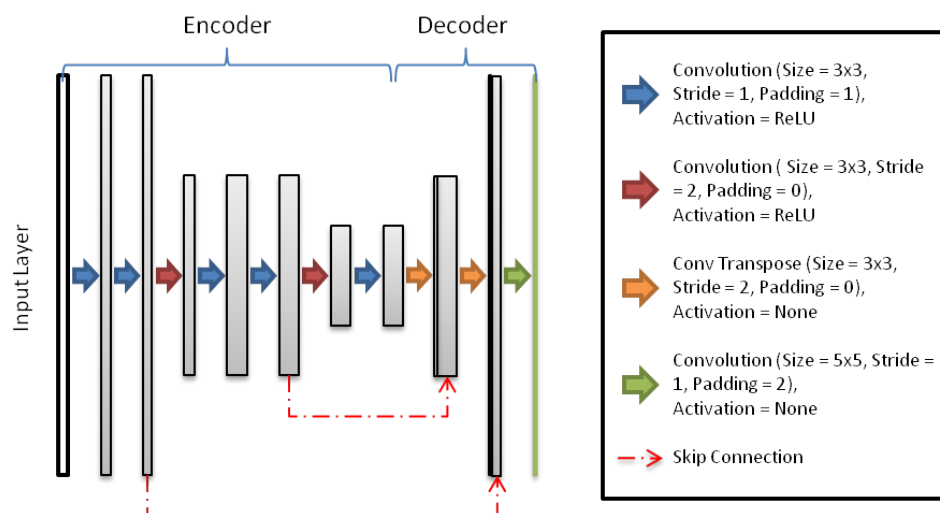 Encoder
Decoder
Input Layer
Convolution (Size = 3x3,
Stride = 1, Padding = 1),
Activation = ReLU
Convolution ( Size = 3x3, Stride
= 2, Padding = 0),
Activation = ReLU
Conv Transpose (Size = 3x3,
Stride = 2, Padding = 0),
Activation = None
Convolution (Size = 5x5, Stride =
1, Padding = 2),
Activation = None
Skip Connection